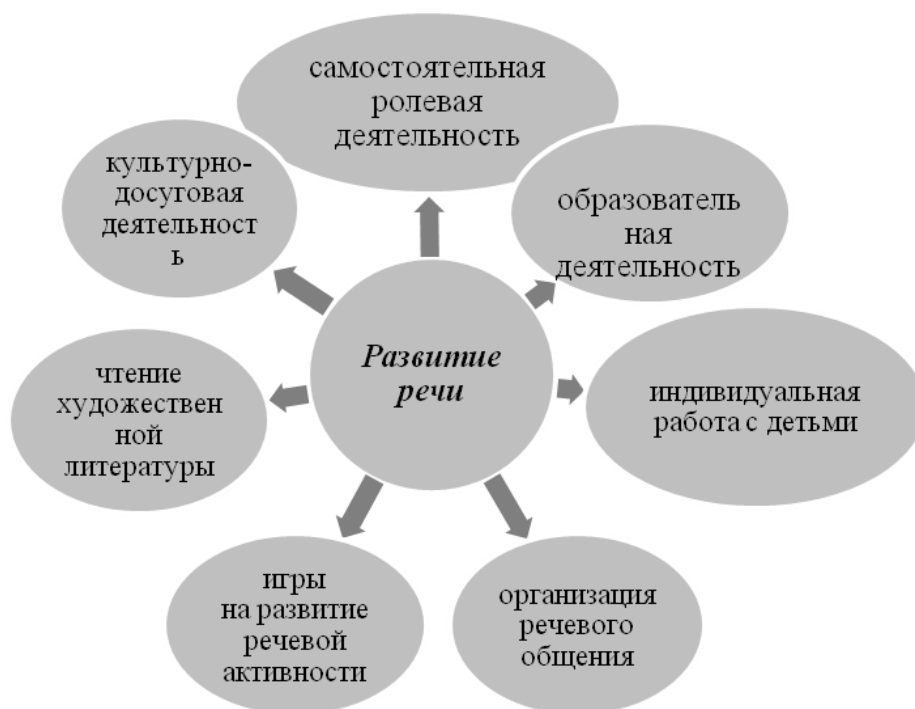 самостоятельная
ролевая
деятельность
культурно-
досуговая
деятельност
ь
образователь
ная
деятельность
Развитие
речи
чтение
художествен
ной
литературы
индивидуальная
работа с детьми
игры
на развитие
речевой
активности
организация
речевого
общения